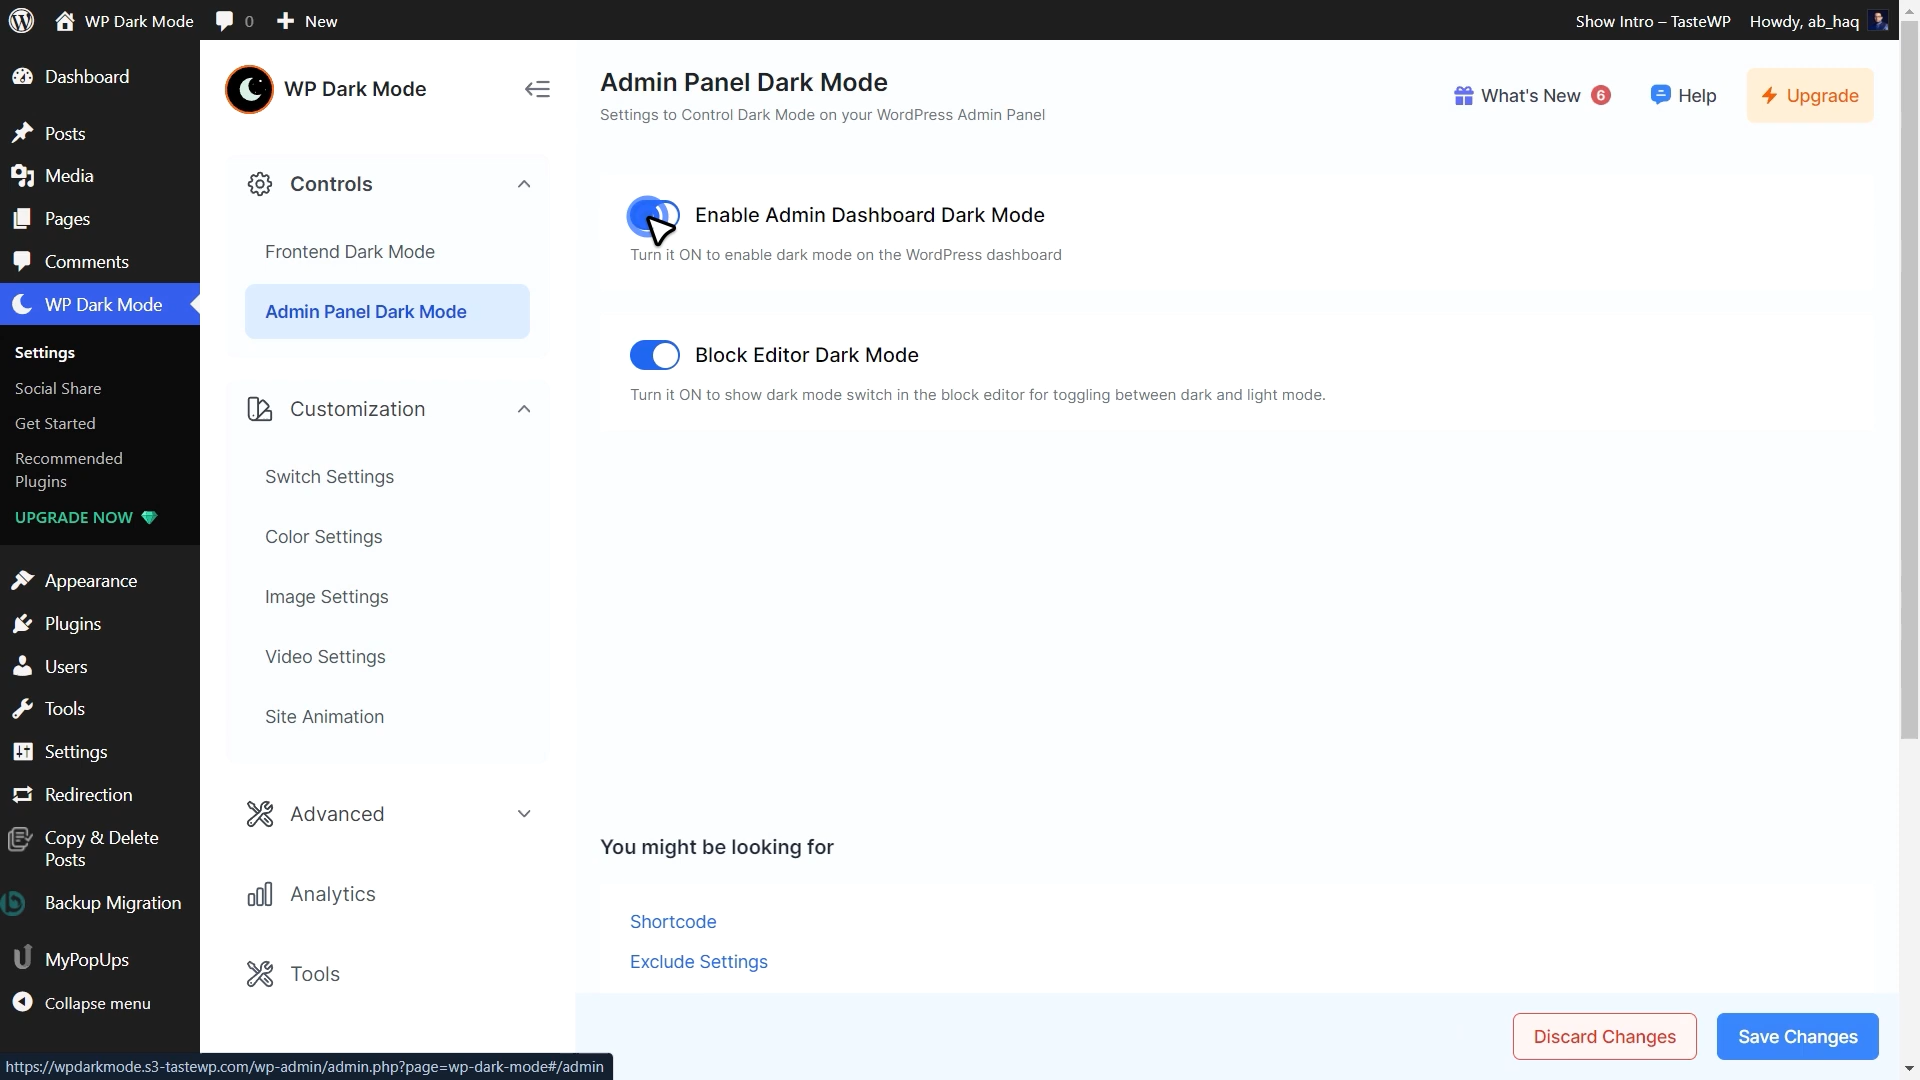 WP Dark Mode
0
New
Show Intro – TasteWP
Howdy, ab_haq
Dashboard
Posts
Media
Pages
Comments
WP Dark Mode
Settings
Social Share
Get Started
Recommended
Plugins
UPGRADE NOW
Appearance
Plugins
Users
Tools
Settings
Redirection
Copy & Delete
Posts
Backup Migration
MyPopUps
Collapse menu
WP Dark Mode
Controls
Frontend Dark Mode
Admin Panel Dark Mode
Customization
Switch Settings
Color Settings
Image Settings
Video Settings
Site Animation
Advanced
Analytics
Tools
Admin Panel Dark Mode
Settings to Control Dark Mode on your WordPress Admin Panel
What's New 6
Help
Upgrade
Enable Admin Dashboard Dark Mode
Turn it ON to enable dark mode on the WordPress dashboard
Block Editor Dark Mode
Turn it ON to show dark mode switch in the block editor for toggling between dark and light mode.
You might be looking for
Shortcode
Exclude Settings
Discard Changes
Save Changes
https://wpdarkmode.s3-tastewp.com/wp-admin/admin.php?page=wp-dark-mode#/admin